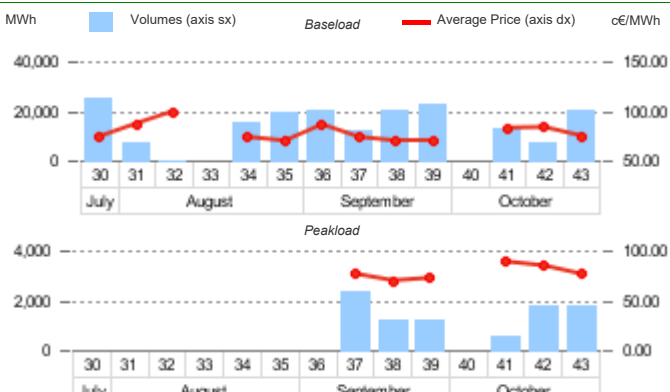 MWh Volumes (axis sx) Baseload Average Price (axis dx) c€/MWh
40,000 150.00
20,000 100.00
0 50.00
30 31 32 33 34 35 36 37 38 39 40 41 42 43
July August September October
Peakload
4,000 100.00
2,000 50.00
0 0.00
30 31 32 33 34 35 36 37 38 39 40 41 42 43
July August September October